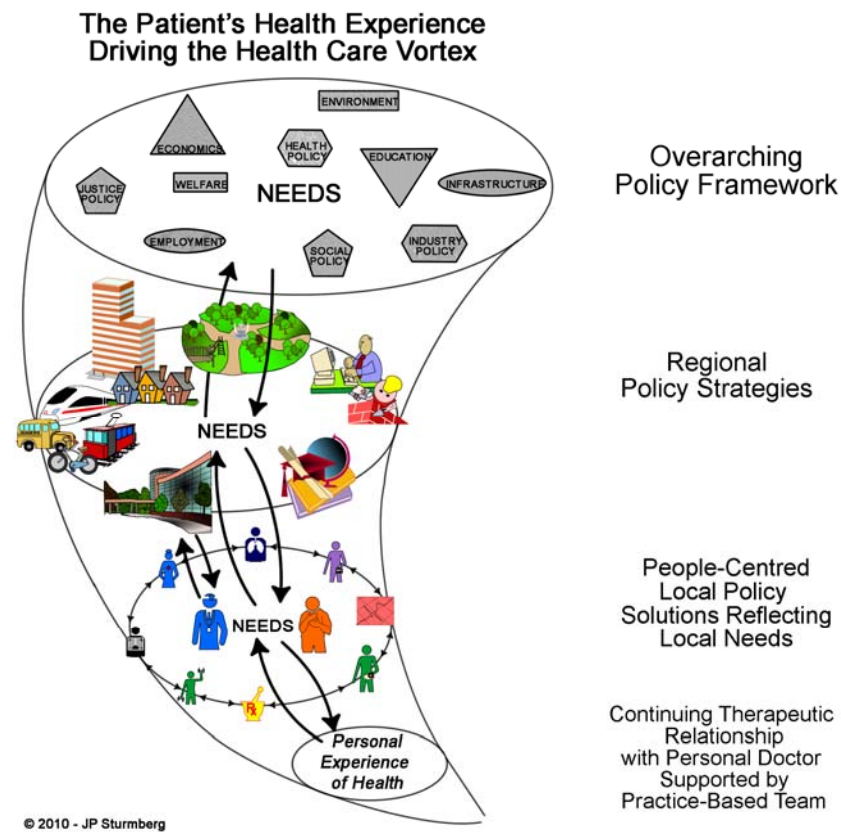 The Patient's Health Experience
Driving the Health Care Vortex
ENVIRONMENT
ECONOMICS
HEALTH
POLICY
EDUCATION
JUSTICE
POLICY
WELFARE
NEEDS
INFRASTRUCTURE
EMPLOYMENT
SOCIAL
POLICY
INDUSTRY
POLICY
Overarching
Policy Framework
NEEDS
Regional
Policy Strategies
NEEDS
Rx
People-Centred
Local Policy
Solutions Reflecting
Local Needs
Personal
Experience
of Health
Continuing Therapeutic
Relationship
with Personal Doctor
Supported by
Practice-Based Team
© 2010 - JP Sturmberg